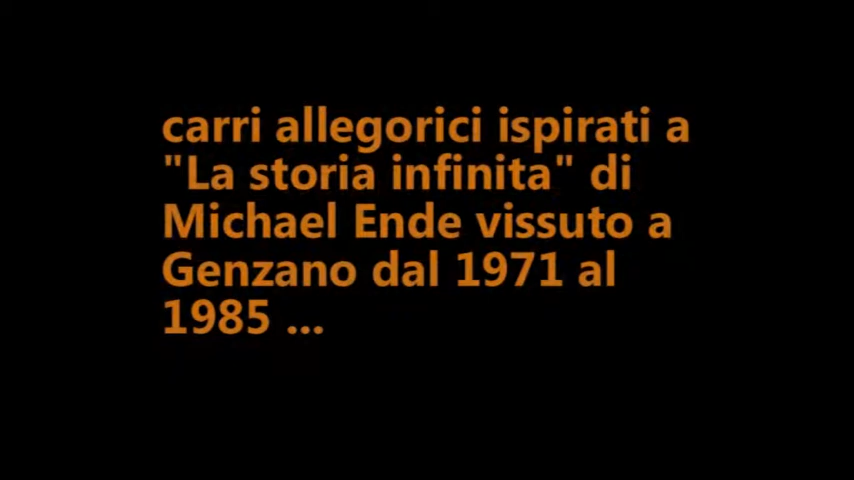 carri allegorici ispirati a
"La storia infinita" di
Michael Ende vissuto a
Genzano dal 1971 al
1985 ...